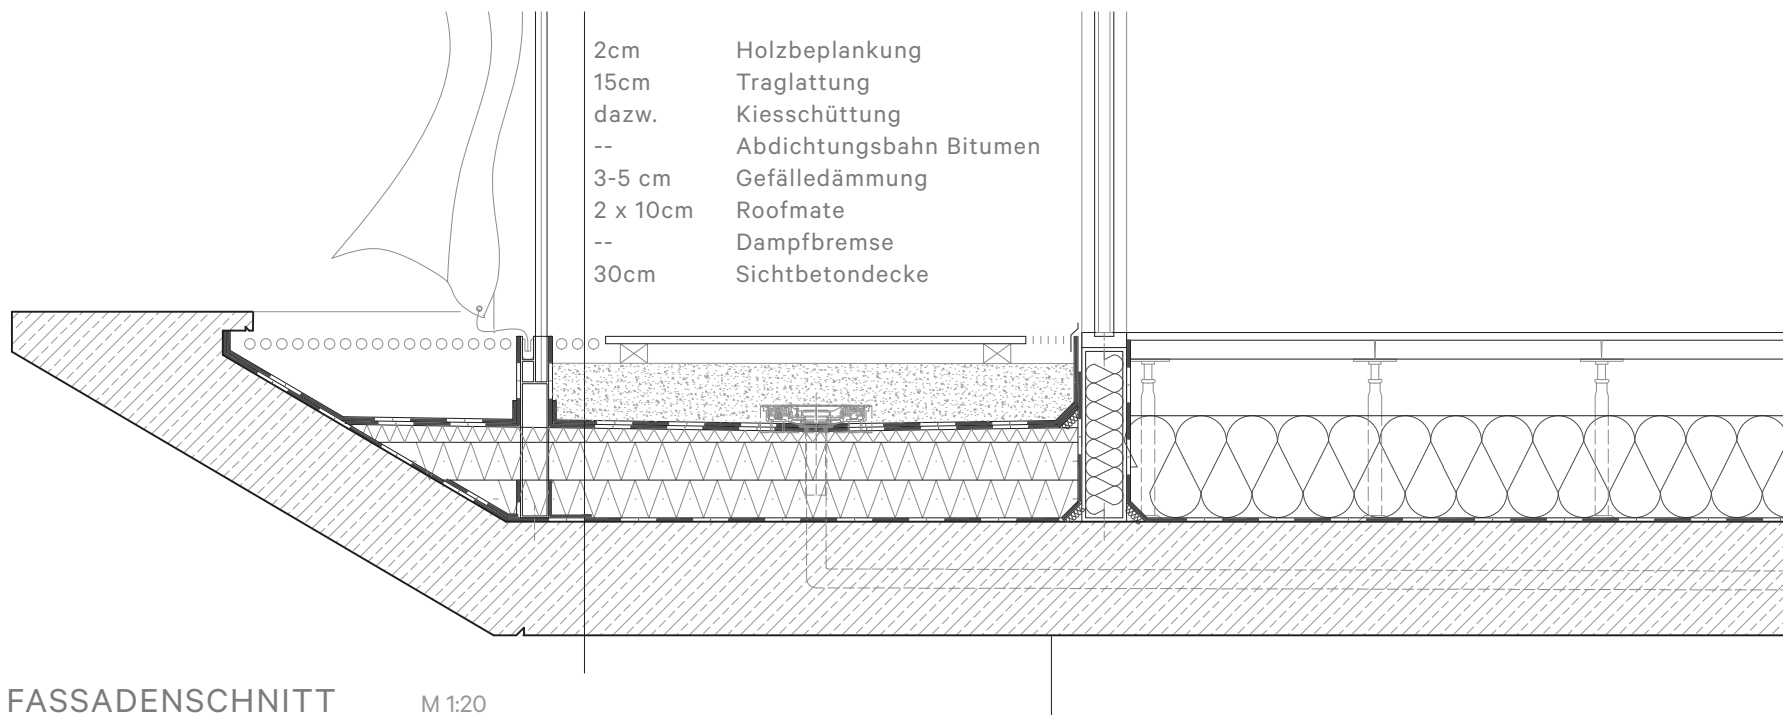 2cm Holzbeplankung
15cm Traglattung
dazw. Kiesschüttung
-- Abdichtungsbahn Bitumen
3-5 cm Gefälledämmung
2 x 10cm Roofmate
-- Dampfbremse
30cm Sichtbetondecke
FASSADENSCHNITT M 1:20